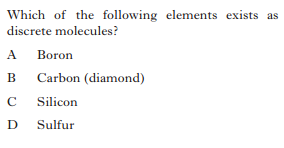 Which of the following elements exists as
discrete molecules?
A Boron
B Carbon (diamond)
C Silicon
D Sulfur